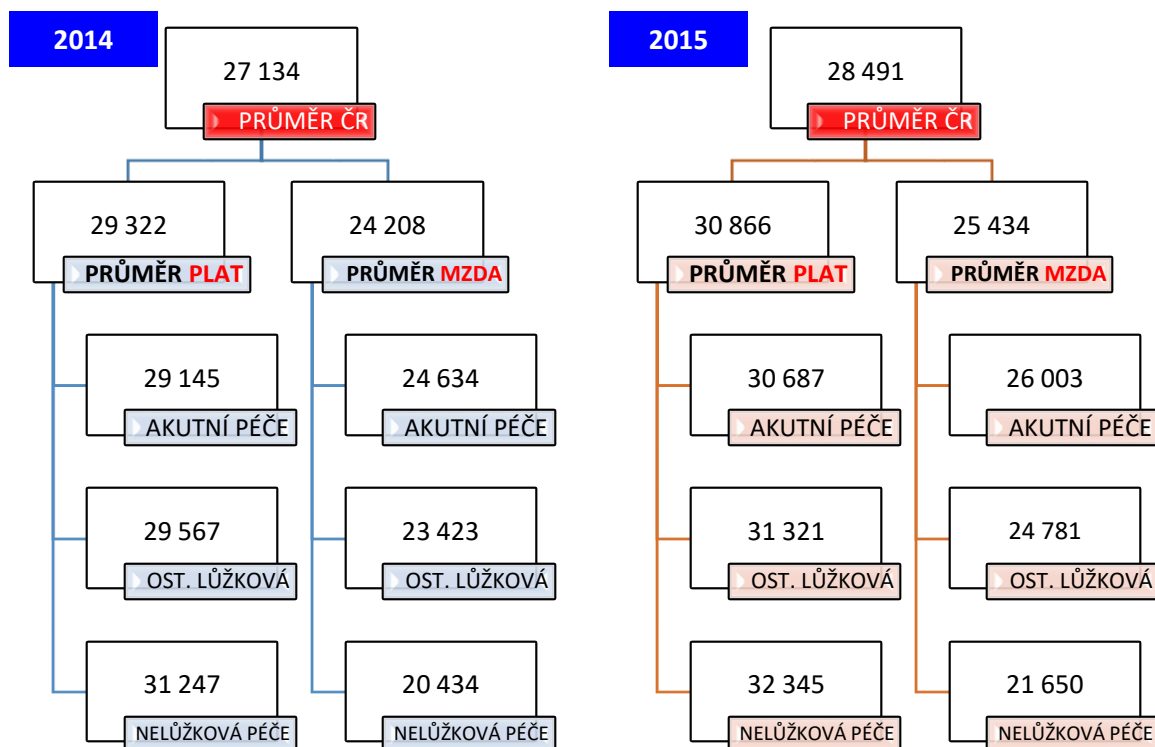 2014
27 134
PRŮMĚR ČR
29 322
PRŮMĚR PLAT
24 208
PRŮMĚR MZDA
29 145
AKUTNÍ PÉČE
24 634
AKUTNÍ PÉČE
29 567
OST. LŮŽKOVÁ
23 423
OST. LŮŽKOVÁ
31 247
NELŮŽKOVÁ PÉČE
20 434
NELŮŽKOVÁ PÉČE
2015
28 491
PRŮMĚR ČR
30 866
PRŮMĚR PLAT
25 434
PRŮMĚR MZDA
30 687
AKUTNÍ PÉČE
26 003
AKUTNÍ PÉČE
31 321
OST. LŮŽKOVÁ
24 781
OST. LŮŽKOVÁ
32 345
NELŮŽKOVÁ PÉČE
21 650
NELŮŽKOVÁ PÉČE